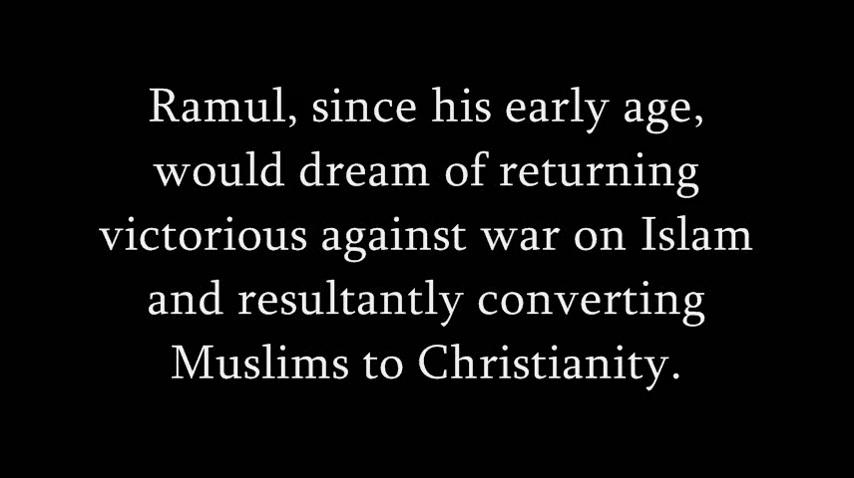 Ramul, since his early age,
would dream of returning
victorious against war on Islam
and resultantly converting
Muslims to Christianity.